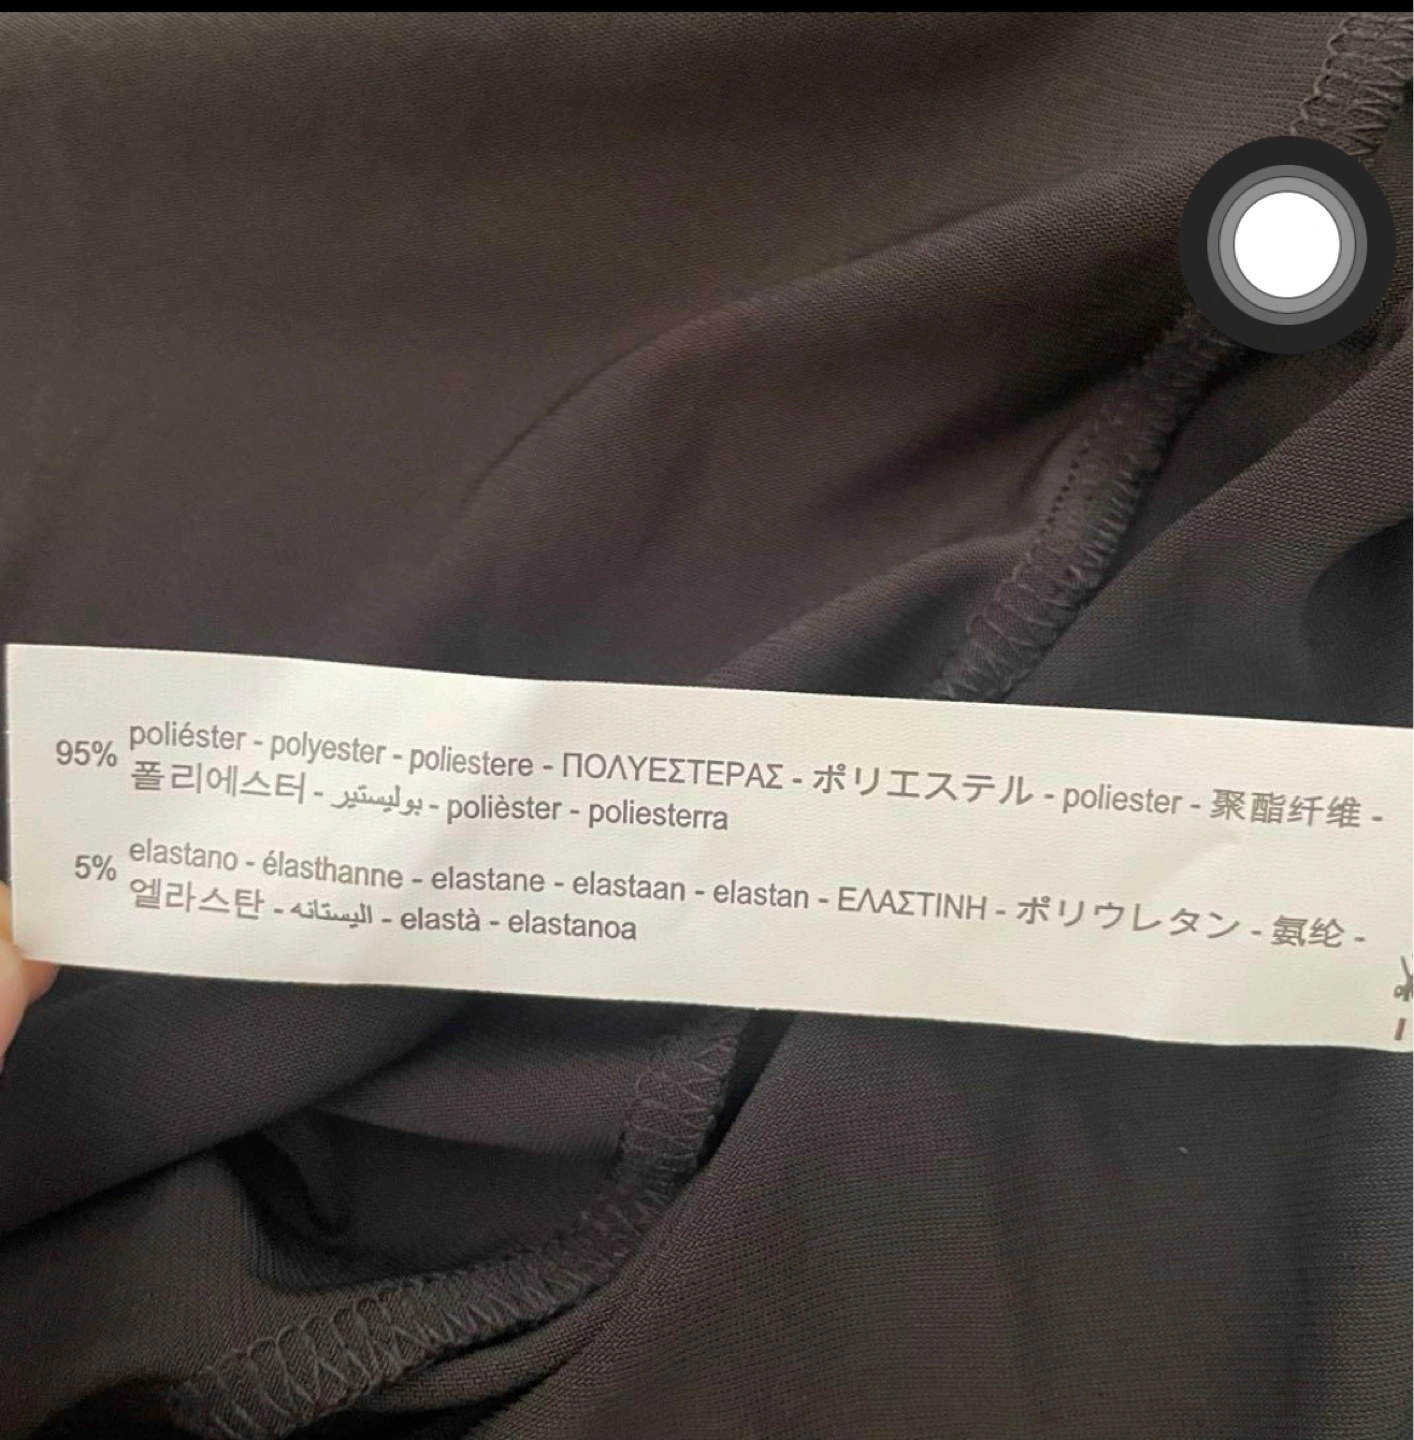 95% poliéster - polyester - poliestere - ΠΟΛΥΕΣΤΕΡΑΣ - ポリエステル - poliester - 聚酯纤维 -
폴리에스터 - بوليستير - polièster - poliesterra
5% elastano - élasthanne - elastane - elastaan - elastan - ΕΛΑΣΤΙΝΗ - ポリウレタン - 氨纶 -
엘라스탄 - اليستانه - elastà - elastanoa